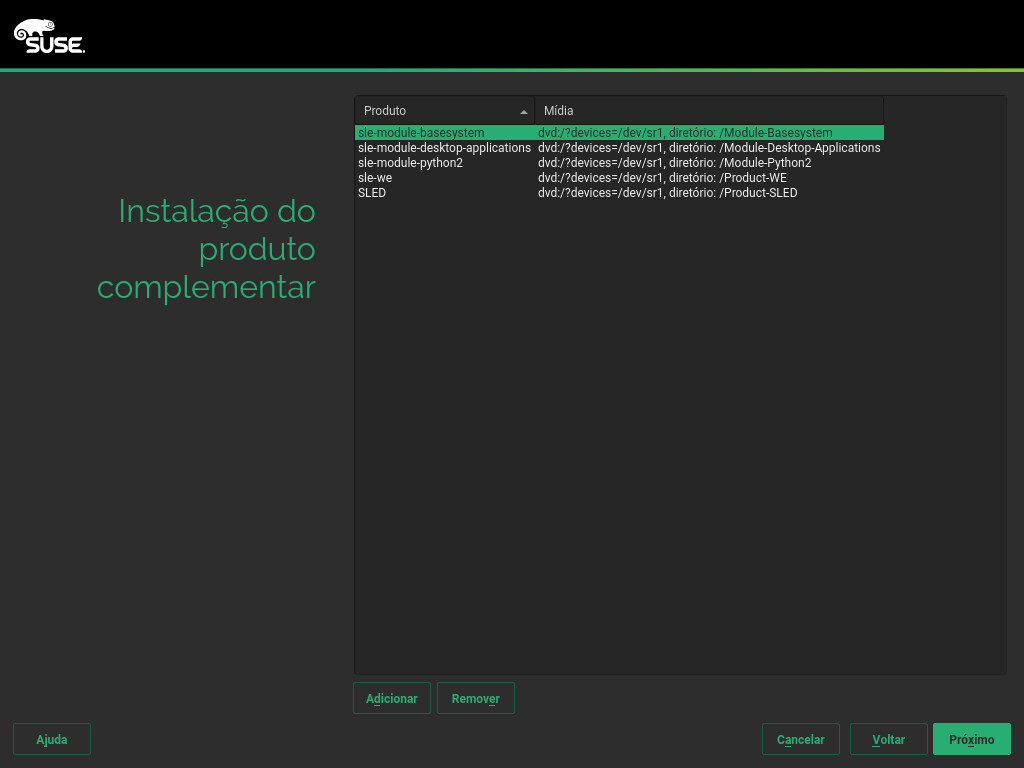 SUSE.
Instalação do
produto
complementar
Produto Mídia
sle-module-basesystem dvd:/?devices=/dev/sr1, diretório: /Module-Basesystem
sle-module-desktop-applications dvd:/?devices=/dev/sr1, diretório: /Module-Desktop-Applications
sle-module-python2 dvd:/?devices=/dev/sr1, diretório: /Module-Python2
sle-we dvd:/?devices=/dev/sr1, diretório: /Product-WE
SLED dvd:/?devices=/dev/sr1, diretório: /Product-SLED
Adicionar Remover
Ajuda Cancelar Voltar Próximo